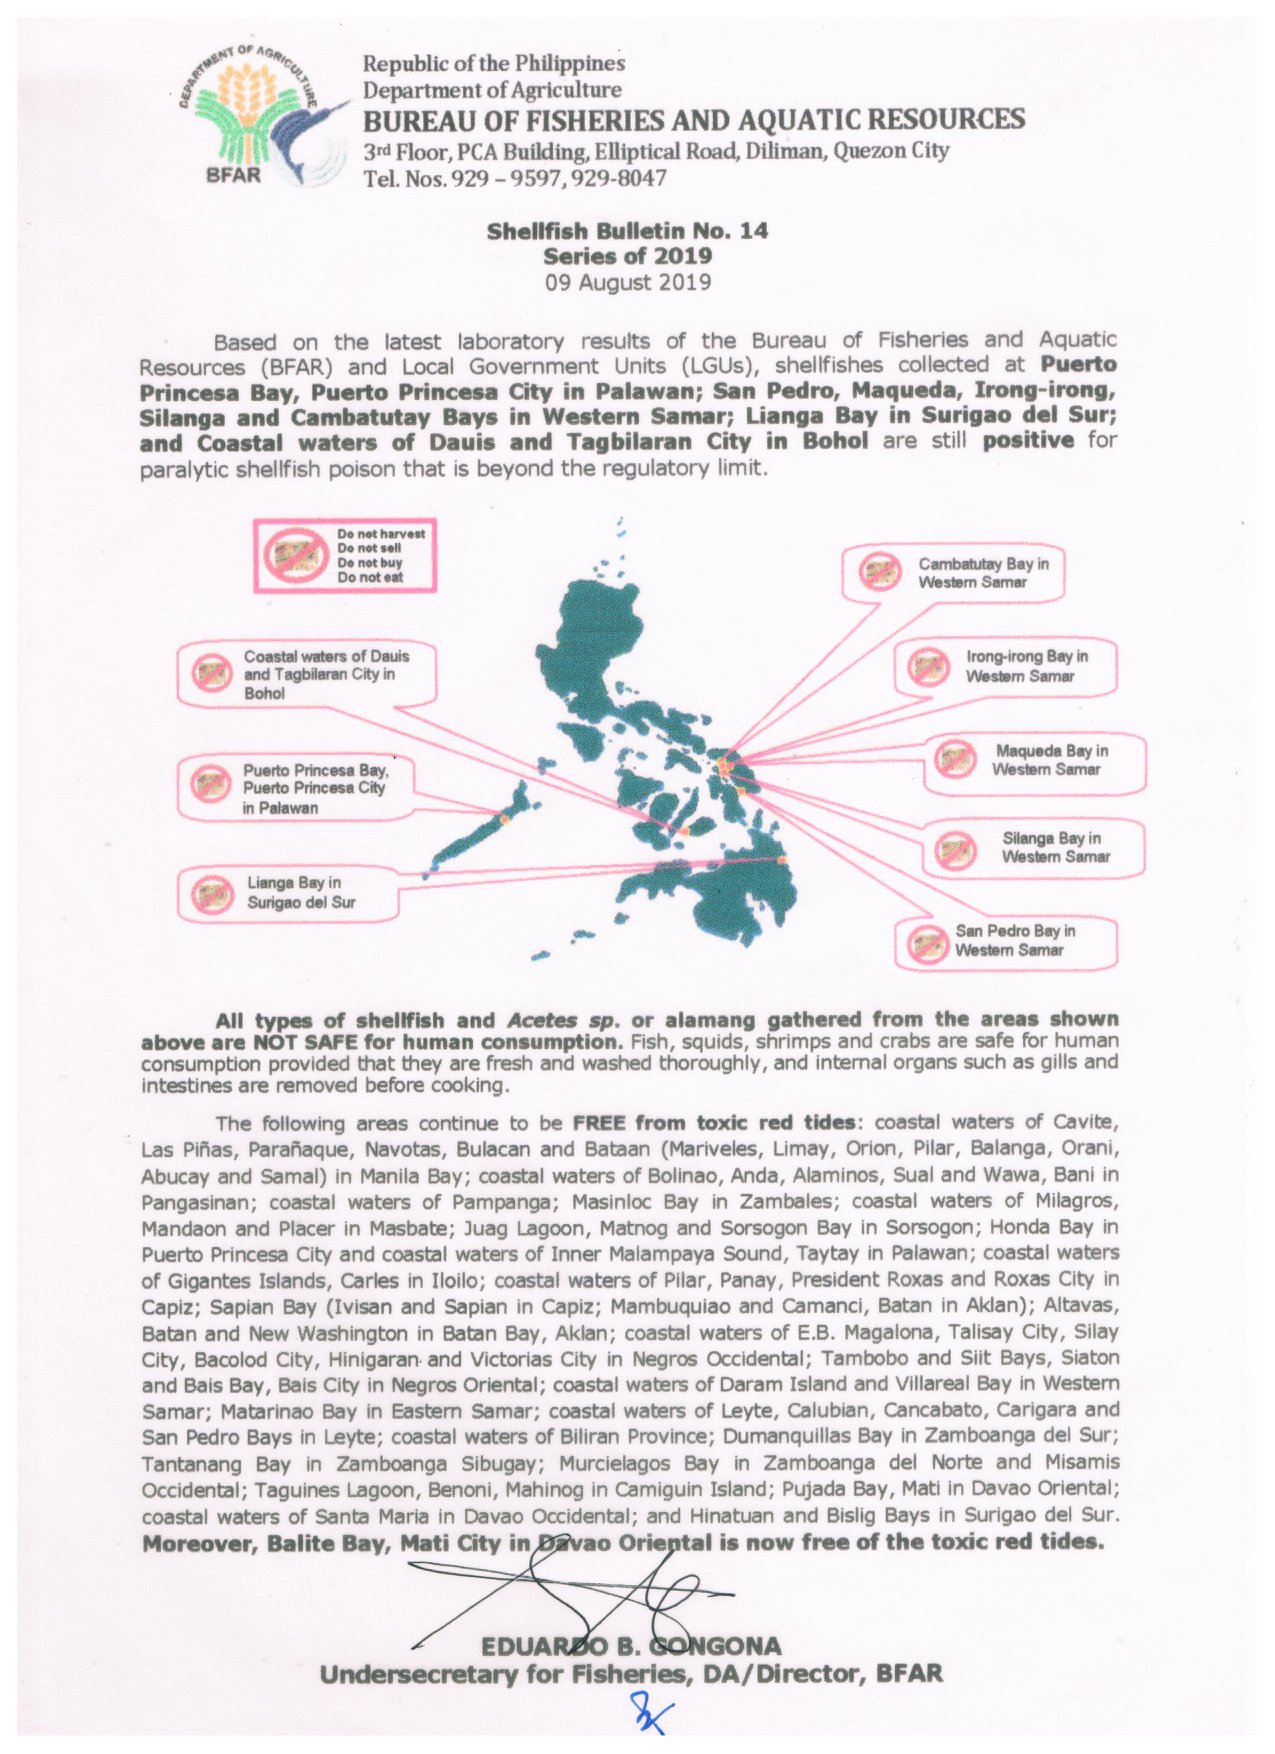 DEPARTMENT OF AGRICULTURE
BFAR
Republic of the Philippines
Department of Agriculture
BUREAU OF FISHERIES AND AQUATIC RESOURCES
3rd Floor, PCA Building, Elliptical Road, Diliman, Quezon City
Tel. Nos. 929 – 9597, 929-8047
Shellfish Bulletin No. 14
Series of 2019
09 August 2019
Based on the latest laboratory results of the Bureau of Fisheries and Aquatic
Resources (BFAR) and Local Government Units (LGUs), shellfishes collected at Puerto
Princesa Bay, Puerto Princesa City in Palawan; San Pedro, Maqueda, Irong-irong,
Silanga and Cambatutay Bays in Western Samar; Lianga Bay in Surigao del Sur;
and Coastal waters of Dauis and Tagbilaran City in Bohol are still positive for
paralytic shellfish poison that is beyond the regulatory limit.
Do not harvest
Do not sell
Do not buy
Do not eat
Cambatutay Bay in
Western Samar
Coastal waters of Dauis
and Tagbilaran City in
Bohol
Irong-irong Bay in
Western Samar
Puerto Princesa Bay,
Puerto Princesa City
in Palawan
Maqueda Bay in
Western Samar
Silanga Bay in
Western Samar
Lianga Bay in
Surigao del Sur
San Pedro Bay in
Western Samar
All types of shellfish and Acetes sp. or alamang gathered from the areas shown
above are NOT SAFE for human consumption. Fish, squids, shrimps and crabs are safe for human
consumption provided that they are fresh and washed thoroughly, and internal organs such as gills and
intestines are removed before cooking.
The following areas continue to be FREE from toxic red tides: coastal waters of Cavite,
Las Piñas, Parañaque, Navotas, Bulacan and Bataan (Mariveles, Limay, Orion, Pilar, Balanga, Orani,
Abucay and Samal) in Manila Bay; coastal waters of Bolinao, Anda, Alaminos, Sual and Wawa, Bani in
Pangasinan; coastal waters of Pampanga; Masinloc Bay in Zambales; coastal waters of Milagros,
Mandaon and Placer in Masbate; Juag Lagoon, Matnog and Sorsogon Bay in Sorsogon; Honda Bay in
Puerto Princesa City and coastal waters of Inner Malampaya Sound, Taytay in Palawan; coastal waters
of Gigantes Islands, Carles in Iloilo; coastal waters of Pilar, Panay, President Roxas and Roxas City in
Capiz; Sapian Bay (Ivisan and Sapian in Capiz; Mambuquiao and Camanci, Batan in Aklan); Altavas,
Batan and New Washington in Batan Bay, Aklan; coastal waters of E.B. Magalona, Talisay City, Silay
City, Bacolod City, Hinigaran and Victorias City in Negros Occidental; Tambobo and Siit Bays, Siaton
and Bais Bay, Bais City in Negros Oriental; coastal waters of Daram Island and Villareal Bay in Western
Samar; Matarinao Bay in Eastern Samar; coastal waters of Leyte, Calubian, Cancabato, Carigara and
San Pedro Bays in Leyte; coastal waters of Biliran Province; Dumanquillas Bay in Zamboanga del Sur;
Tantanang Bay in Zamboanga Sibugay; Murcielagos Bay in Zamboanga del Norte and Misamis
Occidental; Taguines Lagoon, Benoni, Mahinog in Camiguin Island; Pujada Bay, Mati in Davao Oriental;
coastal waters of Santa Maria in Davao Occidental; and Hinatuan and Bislig Bays in Surigao del Sur.
Moreover, Balite Bay, Mati City in Davao Oriental is now free of the toxic red tides.
EDUARDO B. GONGONA
Undersecretary for Fisheries, DA/Director, BFAR